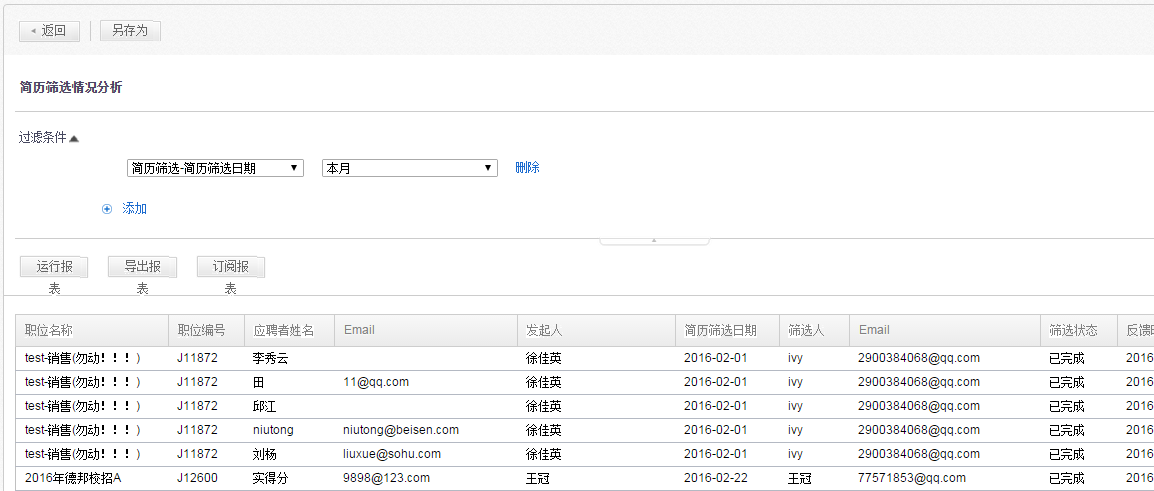 返回 另存为
简历筛选情况分析
过滤条件
简历筛选-简历筛选日期 本月 删除
添加
运行报表 导出报表 订阅报表
职位名称 职位编号 应聘者姓名 Email 发起人 简历筛选日期 筛选人 Email 筛选状态 反馈
test-销售(勿动！！！) J11872 李秀云 徐佳英 2016-02-01 ivy 2900384068@qq.com 已完成 2016
test-销售(勿动！！！) J11872 田 11@qq.com 徐佳英 2016-02-01 ivy 2900384068@qq.com 已完成 2016
test-销售(勿动！！！) J11872 邱江 徐佳英 2016-02-01 ivy 2900384068@qq.com 已完成 2016
test-销售(勿动！！！) J11872 niutong niutong@beisen.com 徐佳英 2016-02-01 ivy 2900384068@qq.com 已完成 2016
test-销售(勿动！！！) J11872 刘杨 liuxue@sohu.com 徐佳英 2016-02-01 ivy 2900384068@qq.com 已完成 2016
2016年德邦校招A J12600 实得分 9898@123.com 王冠 2016-02-22 王冠 77571853@qq.com 已完成 2016